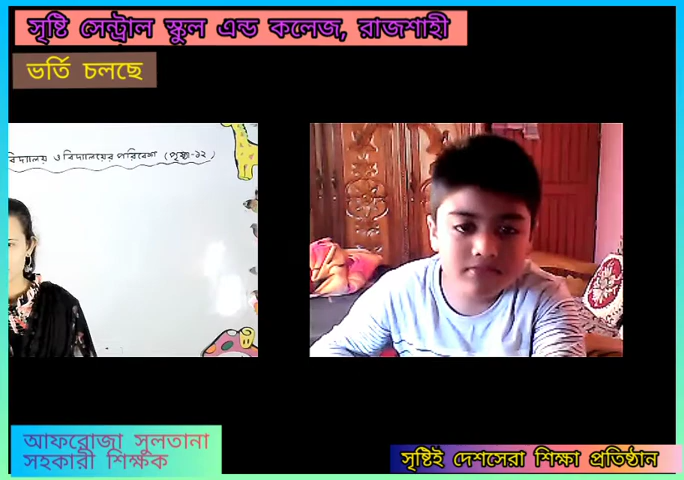 সৃষ্টি সেন্ট্রাল স্কুল এন্ড কলেজ, রাজশাহী
ভর্তি চলছে
বিদ্যালয় ও বিদ্যালয়ের পরিবেশ (পৃষ্ঠা-১২)
আফরোজা সুলতানা
সহকারী শিক্ষক
সৃষ্টিই দেশসেরা শিক্ষা প্রতিষ্ঠান